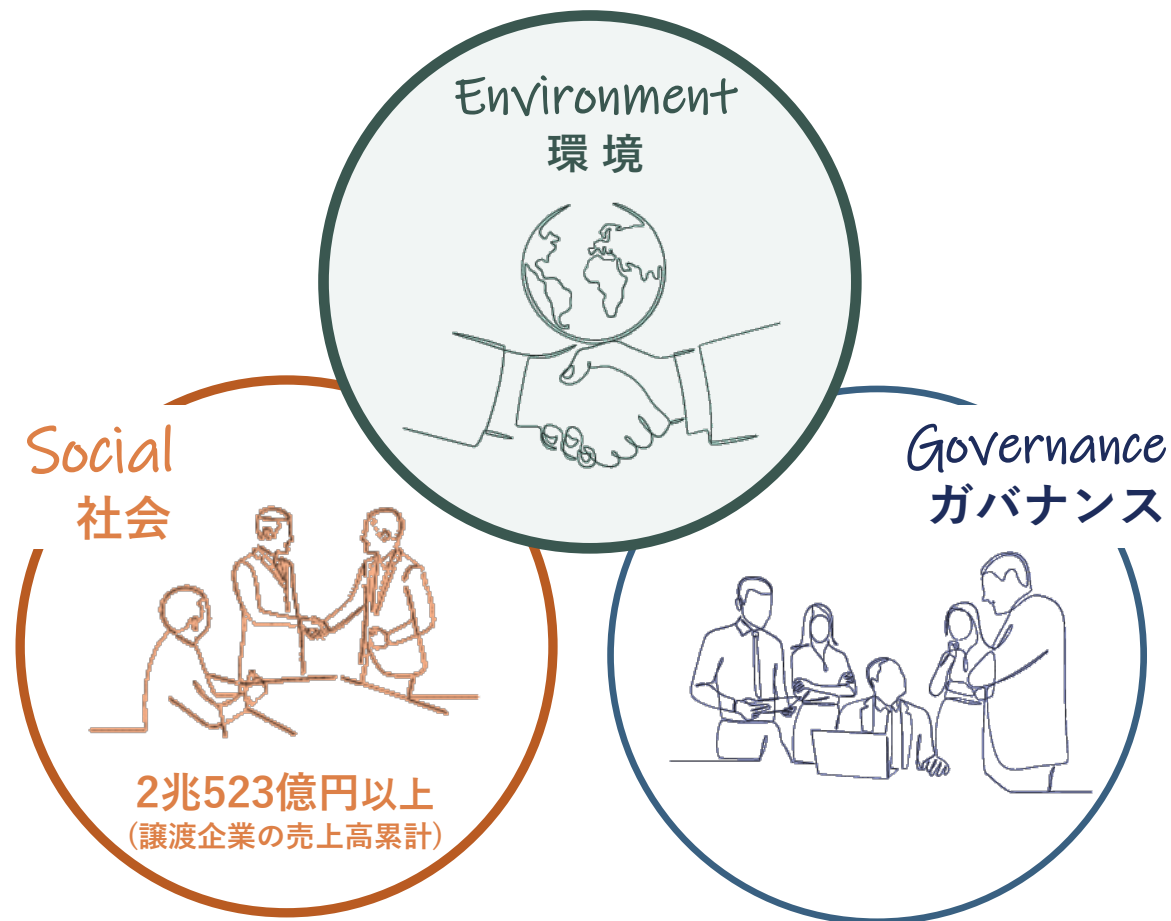 Environment
環境
Social
社会
2兆523億円以上
(譲渡企業の売上高累計)
Governance
ガバナンス